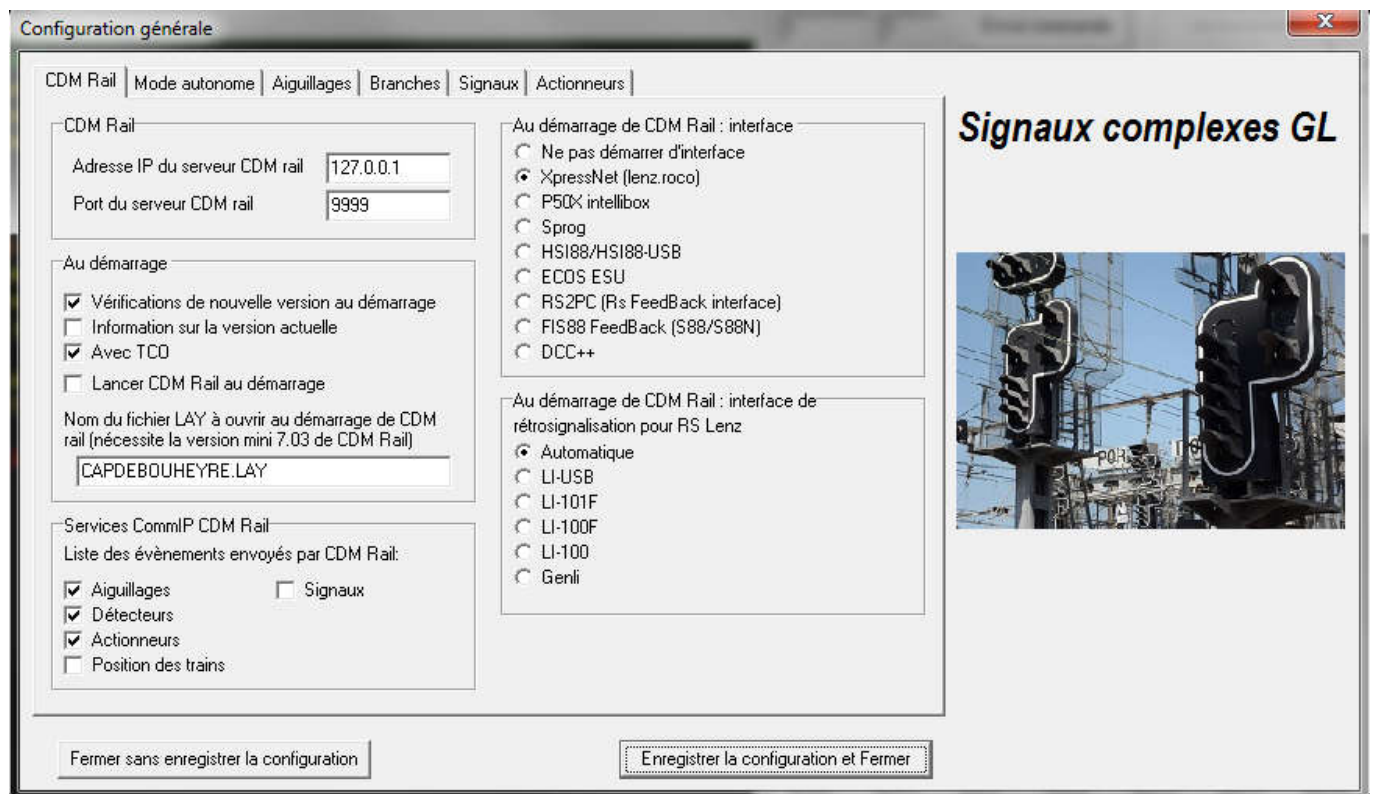 Configuration générale
CDM Rail Mode autonome Aiguillages Branches Signaux Actionneurs
CDM Rail
Adresse IP du serveur CDM rail 127.0.0.1
Port du serveur CDM rail 9999
Au démarrage
Vérifications de nouvelle version au démarrage
Information sur la version actuelle
Avec TCO
Lancer CDM Rail au démarrage
Nom du fichier LAY à ouvrir au démarrage de CDM
rail (nécessite la version mini 7.03 de CDM Rail)
CAPDEBOUHEYRE.LAY
Services CommIP CDM Rail
Liste des évènements envoyés par CDM Rail:
Aiguillages Signaux
Détecteurs
Actionneurs
Position des trains
Au démarrage de CDM Rail : interface
Ne pas démarrer d'interface
XpressNet (lenz.roco)
P50X intellibox
Sprog
HSI88/HSI88-USB
ECOS ESU
RS2PC (Rs FeedBack interface)
FIS88 FeedBack (S88/S88N)
DCC++
Au démarrage de CDM Rail : interface de
rétrosignalisation pour RS Lenz
Automatique
LI-USB
LI-101F
LI-100F
LI-100
Genli
Signaux complexes GL
POR
Fermer sans enregistrer la configuration
Enregistrer la configuration et Fermer